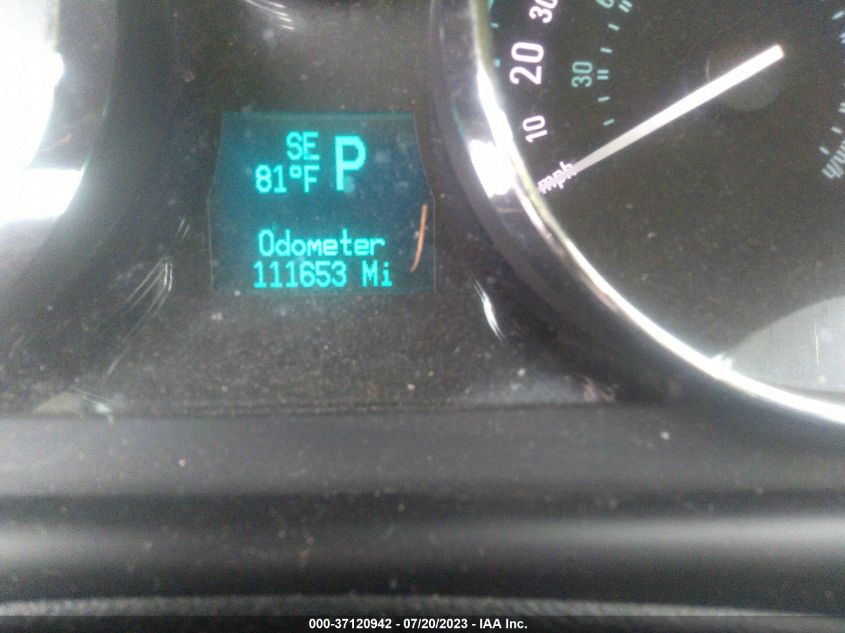 SE P
81°F
Odometer
111653 Mi
30
20
10
mph
30
000-37120942 - 07/20/2023 - IAA Inc.